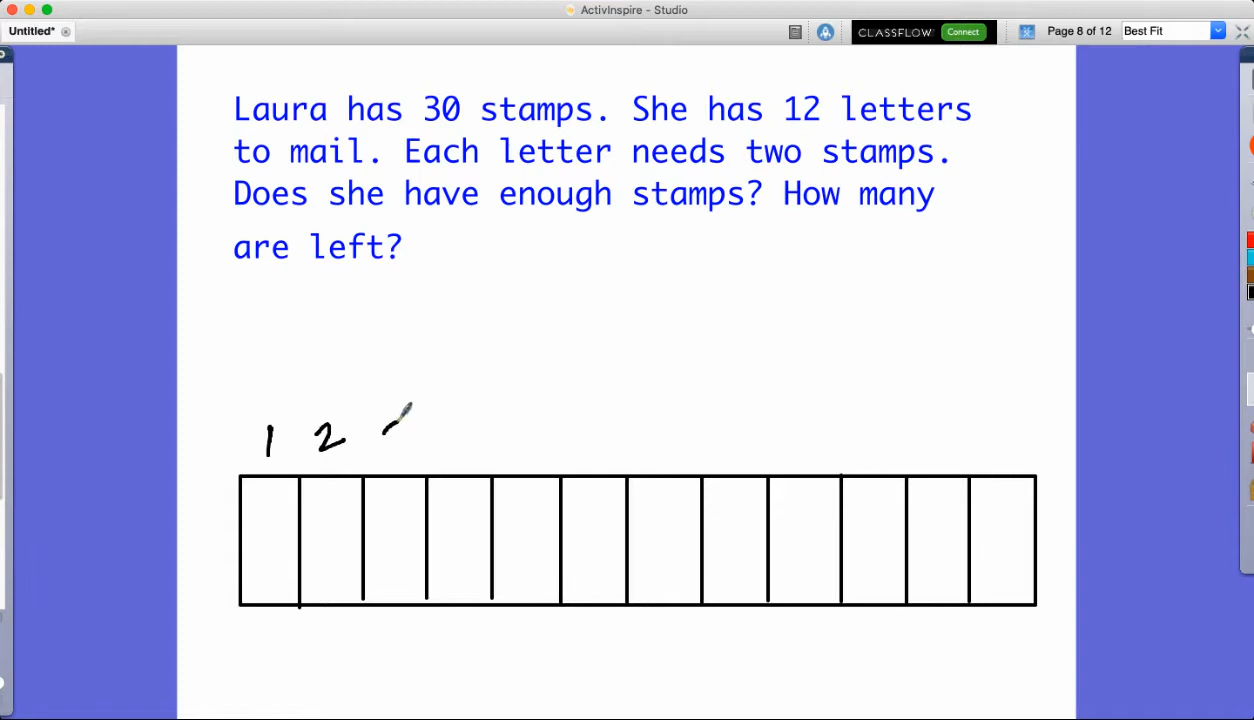 ActivInspire - Studio
Untitled*
CLASSFLOW Connect
Page 8 of 12
Best Fit
Laura has 30 stamps. She has 12 letters
to mail. Each letter needs two stamps.
Does she have enough stamps? How many
are left?
1 2